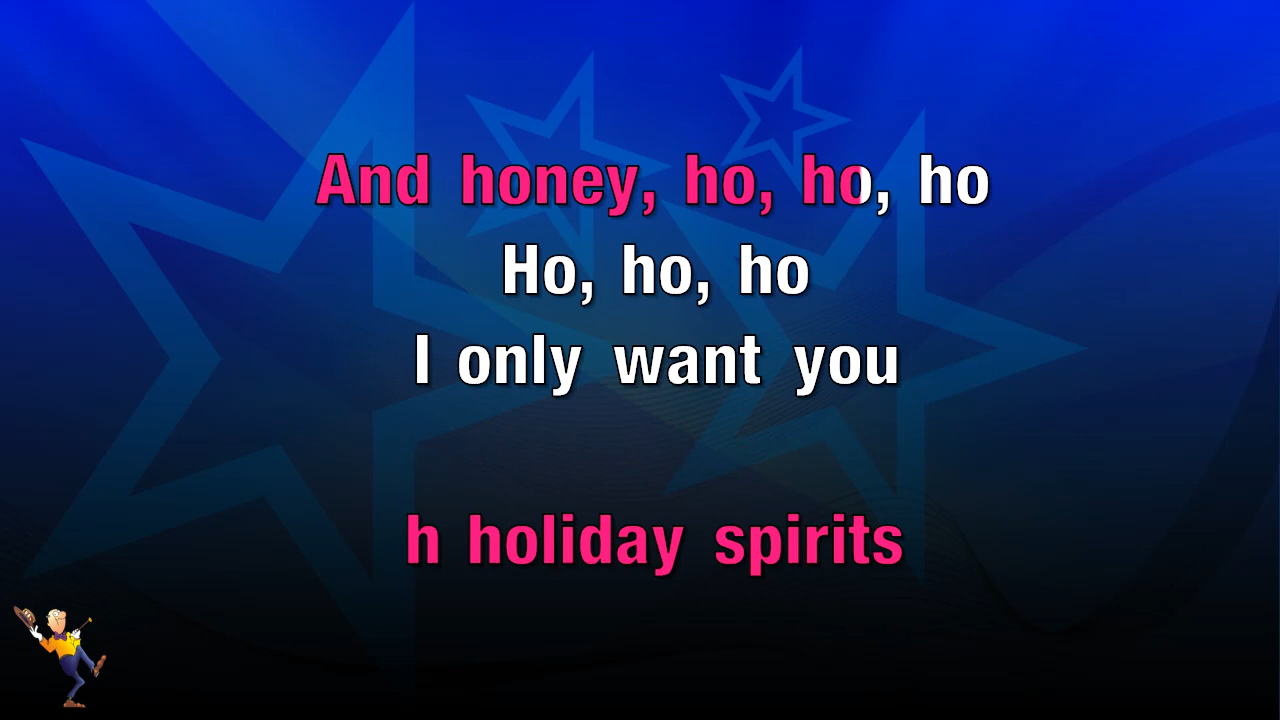 And honey, ho, ho, ho
Ho, ho, ho
I only want you
h holiday spirits